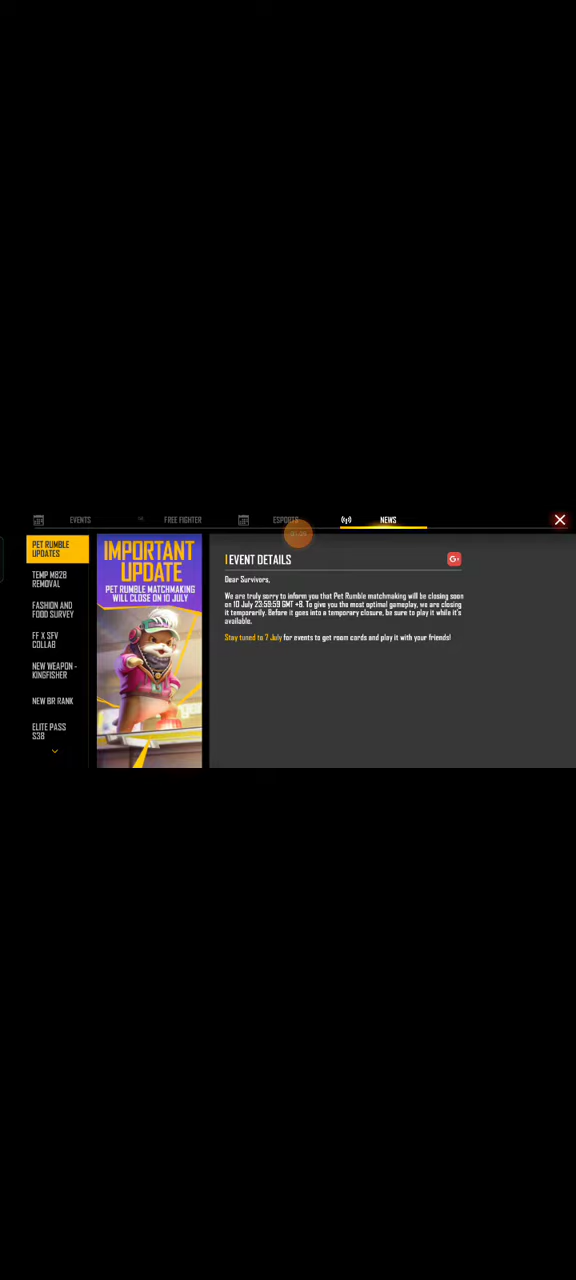 EVENTS
FREE FIGHTER
ESPORTS
NEWS
PET RUMBLE
UPDATES
TEMP M82B
REMOVAL
FASHION AND
FOOD SURVEY
FF X SFV
COLLAB
NEW WEAPON -
KINGFISHER
NEW BR RANK
ELITE PASS
S38
IMPORTANT
UPDATE
PET RUMBLE MATCHMAKING
WILL CLOSE ON 10 JULY
EVENT DETAILS
G+
Dear Survivors,
We are truly sorry to inform you that Pet Rumble matchmaking will be closing soon
on 10 July 23:59:59 GMT +8. To give you the most optimal gameplay, we are closing
it temporarily. Before it goes into a temporary closure, be sure to play it while it's
available.
Stay tuned to 7 July for events to get room cards and play it with your friends!